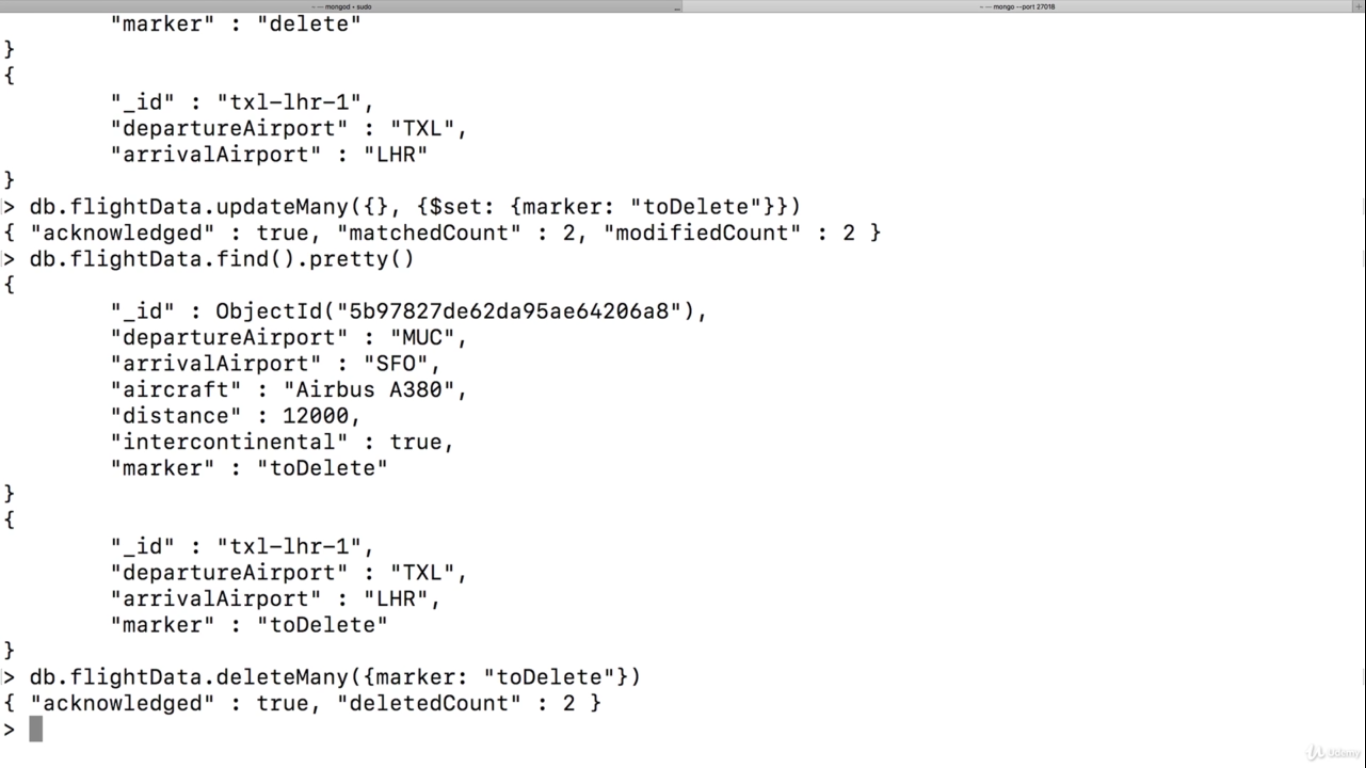 ~ — mongod • sudo
~ — mongo --port 27018
"marker" : "delete"
}
{
"_id" : "txl-lhr-1",
"departureAirport" : "TXL",
"arrivalAirport" : "LHR"
}
> db.flightData.updateMany({}, {$set: {marker: "toDelete"}})
{ "acknowledged" : true, "matchedCount" : 2, "modifiedCount" : 2 }
> db.flightData.find().pretty()
{
"_id" : ObjectId("5b97827de62da95ae64206a8"),
"departureAirport" : "MUC",
"arrivalAirport" : "SFO",
"aircraft" : "Airbus A380",
"distance" : 12000,
"intercontinental" : true,
"marker" : "toDelete"
}
{
"_id" : "txl-lhr-1",
"departureAirport" : "TXL",
"arrivalAirport" : "LHR",
"marker" : "toDelete"
}
> db.flightData.deleteMany({marker: "toDelete"})
{ "acknowledged" : true, "deletedCount" : 2 }
>
Udemy